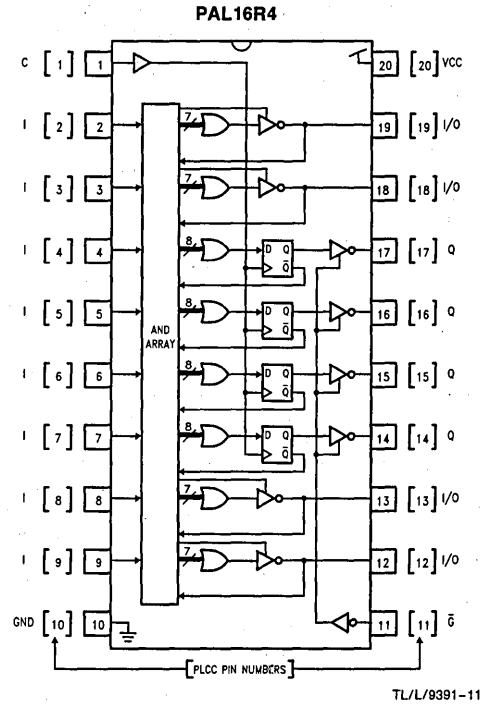 PAL16R4
C [1] 1 20 [20] VCC
I [2] 2 7 19 [19] I/O
I [3] 3 7 18 [18] I/O
I [4] 4 8 D Q Q̅ 17 [17] Q
I [5] 5 8 D Q Q̅ 16 [16] Q
AND
ARRAY
I [6] 6 8 D Q Q̅ 15 [15] Q
I [7] 7 8 D Q Q̅ 14 [14] Q
I [8] 8 7 13 [13] I/O
I [9] 9 7 12 [12] I/O
GND [10] 10 11 [11] G̅
[PLCC PIN NUMBERS]
TL/L/9391-11